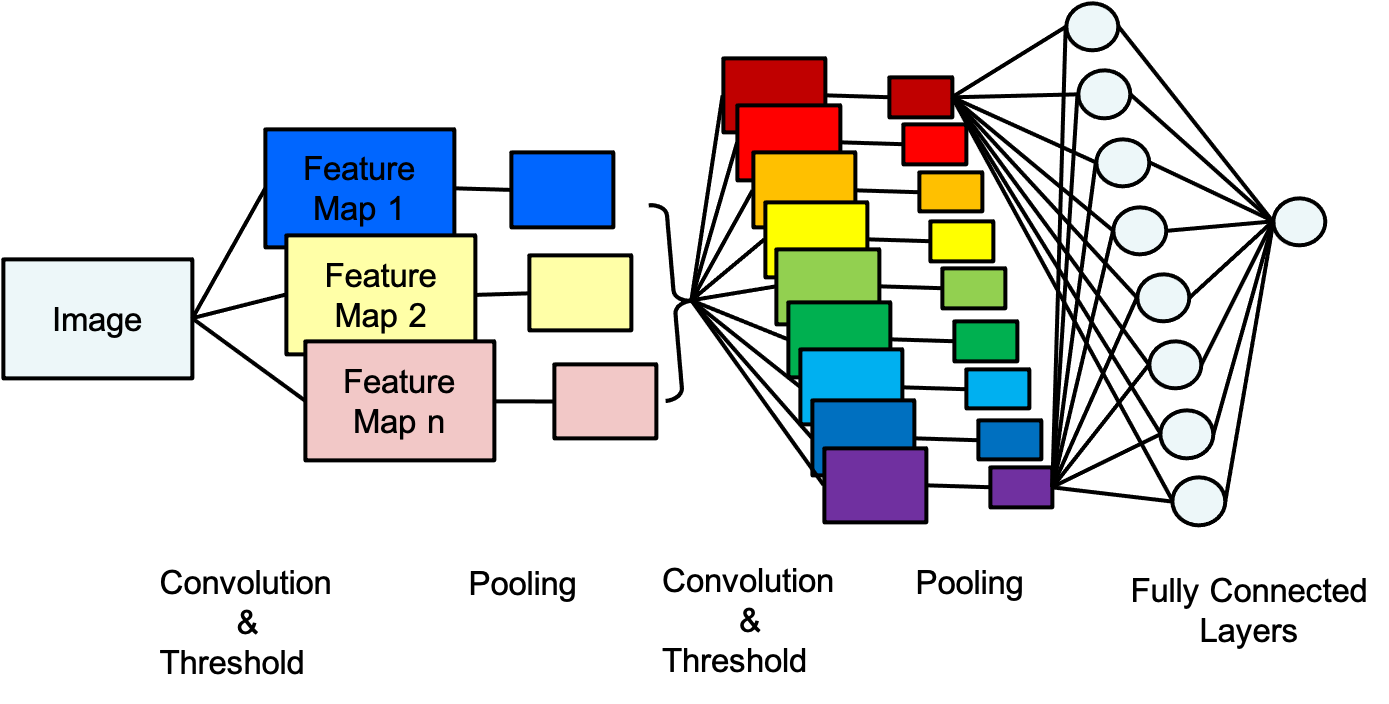 Image
Feature
Map 1
Feature
Map 2
Feature
Map n
Convolution
&
Threshold
Pooling
Convolution
&
Threshold
Pooling
Fully Connected
Layers